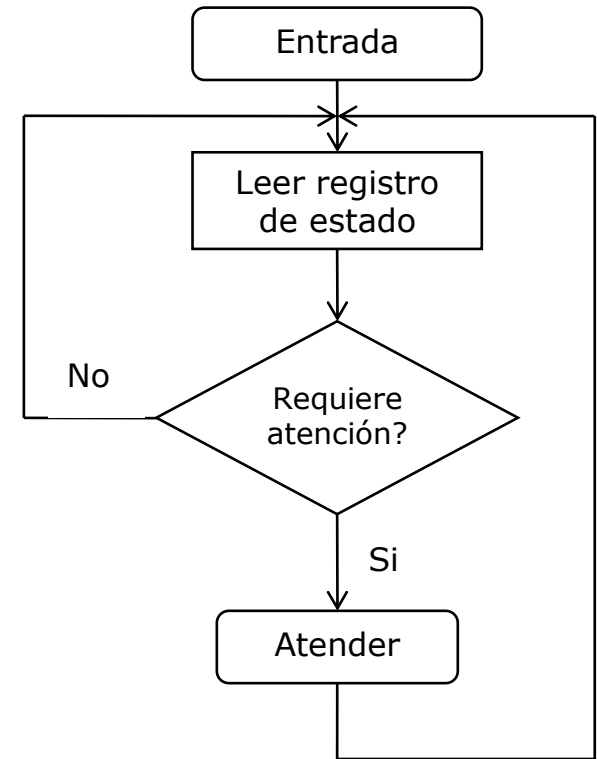 Entrada
Leer registro
de estado
No
Requiere
atención?
Si
Atender